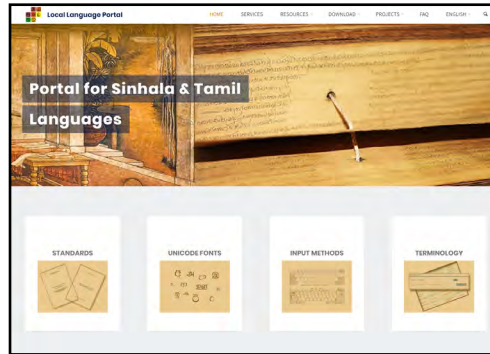 Local Language Portal
HOME SERVICES RESOURCES DOWNLOAD PROJECTS FAQ ENGLISH
Portal for Sinhala & Tamil
Languages
STANDARDS UNICODE FONTS INPUT METHODS TERMINOLOGY